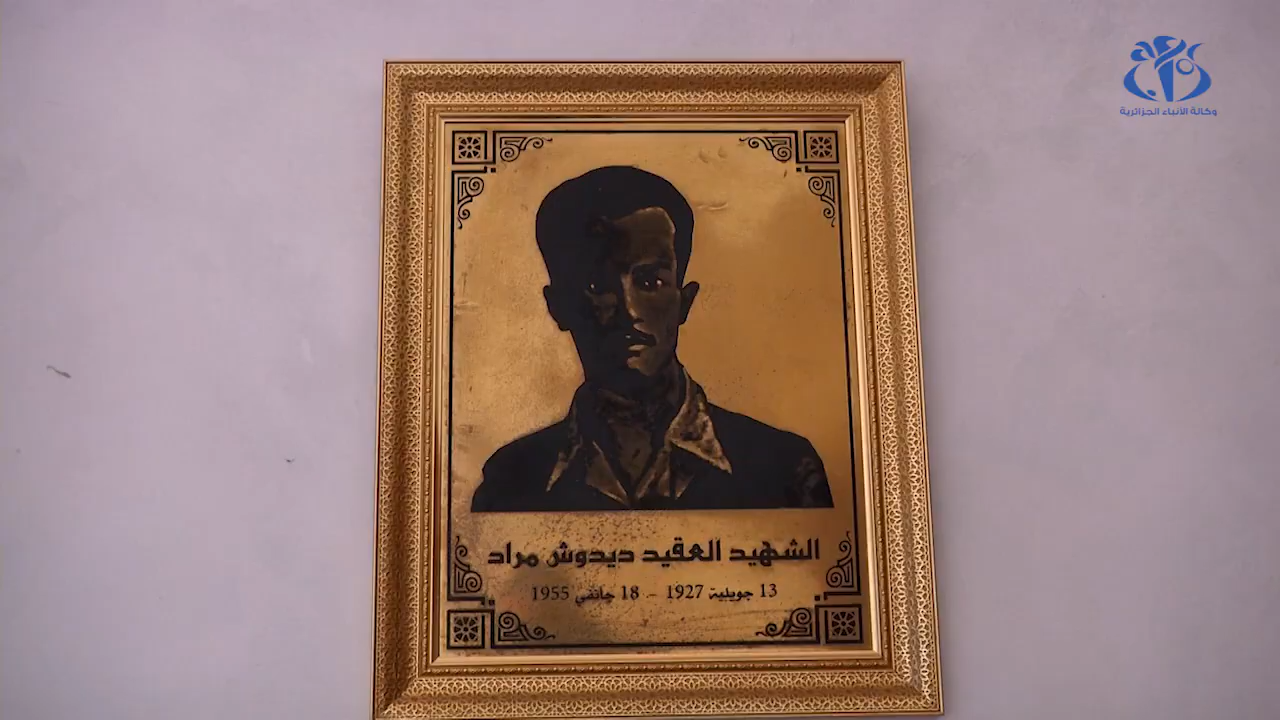 وكالة الأنباء الجزائرية
الشهيد العقيد ديدوش مراد
13 جويلية 1927 - 18 جانفي 1955